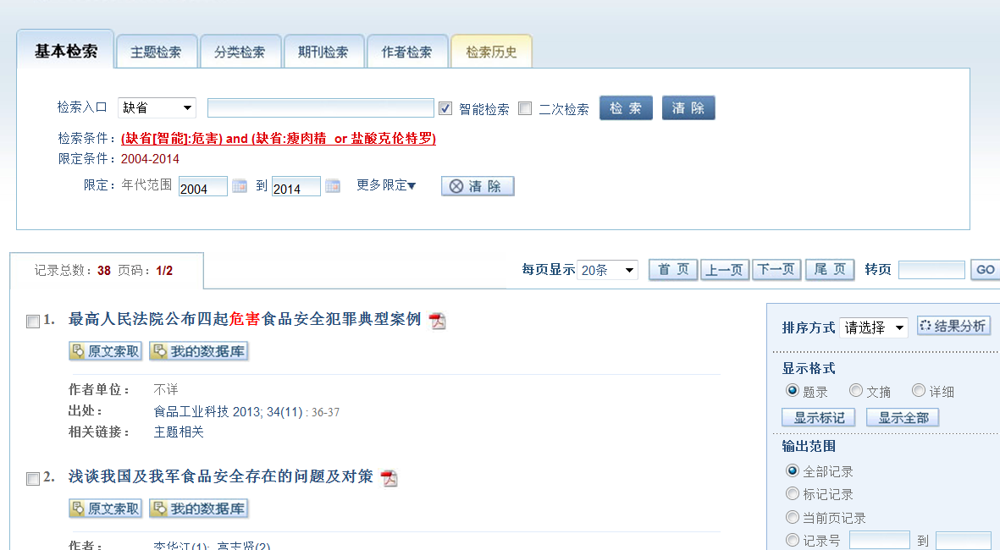 基本检索 主题检索 分类检索 期刊检索 作者检索 检索历史
检索入口 缺省 智能检索 二次检索 检 索 清 除
检索条件：(缺省[智能]:危害) and (缺省:瘦肉精 or 盐酸克伦特罗)
限定条件：2004-2014
限定：年代范围 2004 到 2014 更多限定 清 除
记录总数：38 页码：1/2 每页显示 20条 首 页 上一页 下一页 尾 页 转页 GO
1. 最高人民法院公布四起危害食品安全犯罪典型案例
原文索取 我的数据库
作者单位： 不详
出处： 食品工业科技 2013; 34(11) : 36-37
相关链接： 主题相关
2. 浅谈我国及我军食品安全存在的问题及对策
原文索取 我的数据库
作者： 李华江(1); 高志贤(2)
排序方式 请选择 结果分析
显示格式
题录 文摘 详细
显示标记 显示全部
输出范围
全部记录
标记记录
当前页记录
记录号 到